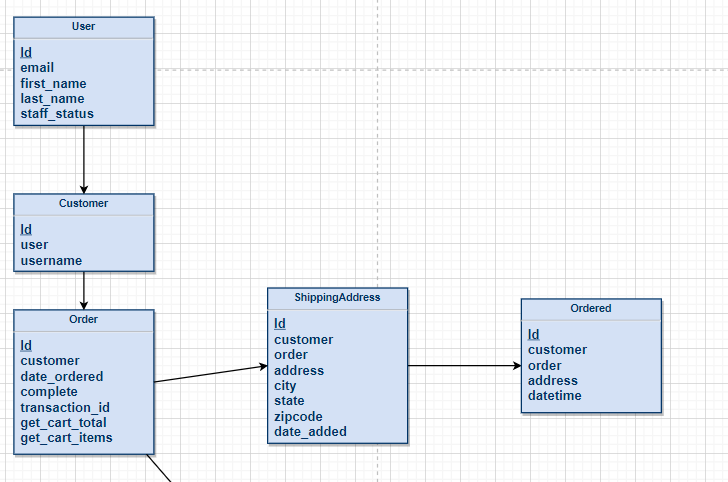 User
Id
email
first_name
last_name
staff_status
Customer
Id
user
username
Order
Id
customer
date_ordered
complete
transaction_id
get_cart_total
get_cart_items
ShippingAddress
Id
customer
order
address
city
state
zipcode
date_added
Ordered
Id
customer
order
address
datetime